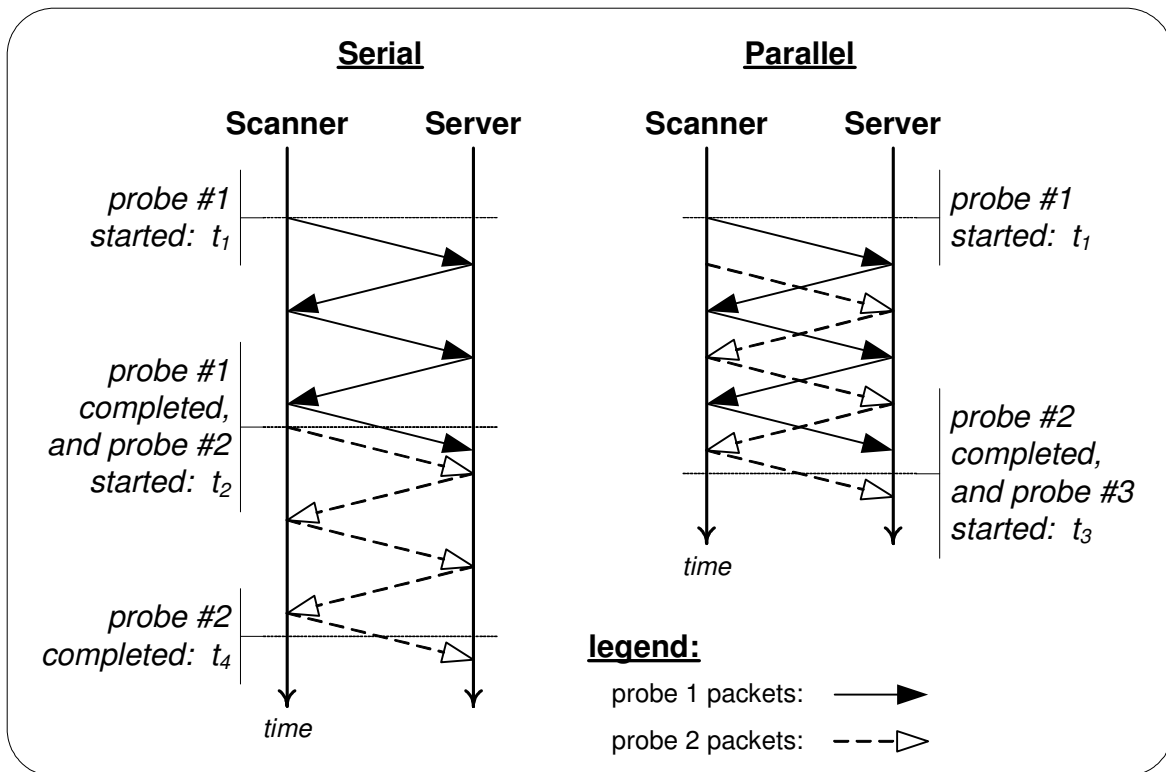 Serial
Scanner Server
probe #1
started: t1
probe #1
completed,
and probe #2
started: t2
probe #2
completed: t4
time
Parallel
Scanner Server
probe #1
started: t1
probe #2
completed,
and probe #3
started: t3
time
legend:
probe 1 packets:
probe 2 packets: